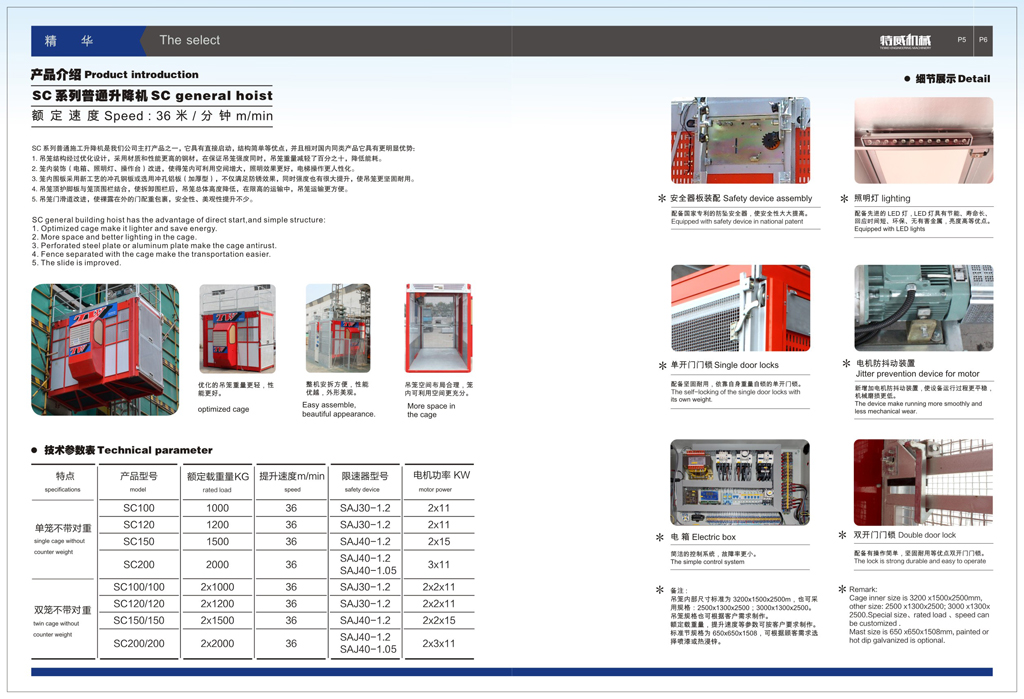 精 华
The select
特威机械
P5
P6
产品介绍 Product introduction
SC 系列普通升降机 SC general hoist
额 定 速 度 Speed : 36 米 / 分 钟 m/min
SC 系列普通施工升降机是我们公司主打产品之一，它具有直接启动，结构简单等优点，并且相对国内同类产品它具有更明显优势:
1. 吊笼结构经过优化设计，采用材质和性能更高的钢材，在保证吊笼强度同时，吊笼重量减轻了百分之十，降低能耗。
2. 笼内装饰（电箱、照明灯，操作台）改进，使得笼内可利用空间增大，照明效果更好，电梯操作更人性化。
3. 笼内围板采用新工艺的冲孔钢板或选用冲孔铝板（加厚型），不仅满足防锈效果，同时强度也有很大提升，使吊笼更坚固耐用。
4. 吊笼顶护脚板与笼顶围栏结合，使拆卸围栏后，吊笼总体高度降低，在限高的运输中，吊笼运输更方便。
5. 吊笼门滑道改进，使裸露在外的门配重包裹，安全性、美观性提升不少。
SC general building hoist has the advantage of direct start,and simple structure:
1. Optimized cage make it lighter and save energy.
2. More space and better lighting in the cage.
3. Perforated steel plate or aluminum plate make the cage antirust.
4. Fence separated with the cage make the transportation easier.
5. The slide is improved.
优化的吊笼重量更轻，性
能更好。
optimized cage
整机安拆方便，性能
优越，外形美观。
Easy assemble,
beautiful appearance.
吊笼空间布局合理，笼
内可利用空间更充分。
More space in
the cage
● 技术参数表 Technical parameter
特点 产品型号 额定载重量KG 提升速度m/min 限速器型号 电机功率 KW
specifications model rated load speed safety device motor power
SC100 1000 36 SAJ30-1.2 2x11
单笼不带对重 SC120 1200 36 SAJ30-1.2 2x11
single cage without SC150 1500 36 SAJ40-1.2 2x15
counter weight SC200 2000 36 SAJ40-1.2 3x11
SAJ40-1.05
SC100/100 2x1000 36 SAJ30-1.2 2x2x11
双笼不带对重 SC120/120 2x1200 36 SAJ30-1.2 2x2x11
twin cage without SC150/150 2x1500 36 SAJ40-1.2 2x2x15
counter weight SC200/200 2x2000 36 SAJ40-1.2 2x3x11
SAJ40-1.05
● 细节展示 Detail
＊ 安全器板装配 Safety device assembly
配备国家专利的防坠安全器，使安全性大大提高。
Equipped with safety device in national patent
＊ 照明灯 lighting
配备先进的 LED 灯，LED 灯具有节能、寿命长、
回应时间短、环保、无有害金属，亮度高等优点。
Equipped with LED lights
＊ 单开门门锁 Single door locks
配备坚固耐用，依靠自身重量自锁的单开门锁。
The self-locking of the single door locks with
its own weight.
＊ 电机防抖动装置
Jitter prevention device for motor
新增加电机防抖动装置，使设备运行过程更平稳，
机械磨损更低。
The device make running more smoothly and
less mechanical wear.
＊ 电 箱 Electric box
简洁的控制系统，故障率更小。
The simple control system
＊ 双开门门锁 Double door lock
配备有操作简单，坚固耐用等优点双开门门锁。
The lock is strong durable and easy to operate
＊ 备注：
吊笼内部尺寸标准为 3200x1500x2500m，也可采
用规格：2500x1300x2500；3000x1300x2500。
吊笼规格也可根据客户需求制作。
额定载重量，提升速度等参数可按客户要求制作。
标准节规格为 650x650x1508，可根据顾客需求选
择喷漆或热浸锌。
＊ Remark:
Cage inner size is 3200 x1500x2500mm,
other size: 2500 x1300x2500; 3000 x1300x
2500.Special size、rated load 、speed can
be customized .
Mast size is 650 x650x1508mm, painted or
hot dip galvanized is optional.